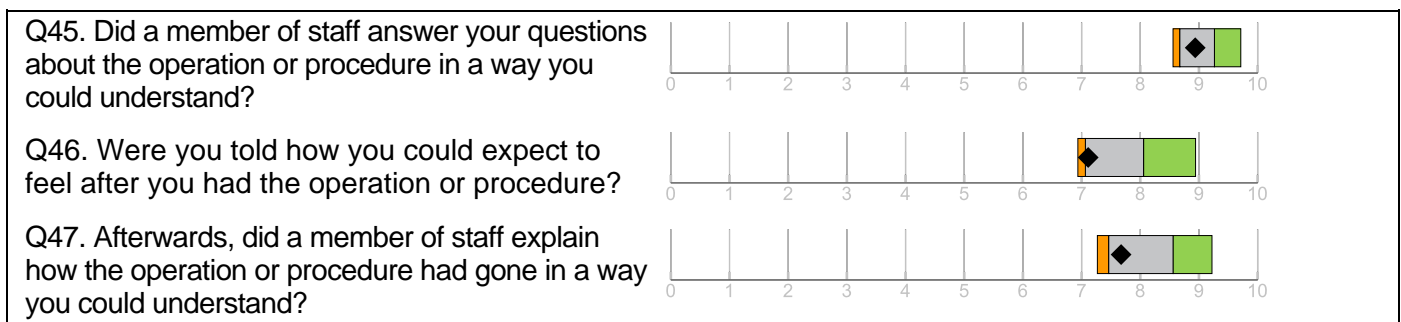 Q45. Did a member of staff answer your questions
about the operation or procedure in a way you
could understand?
0 1 2 3 4 5 6 7 8 9 10
Q46. Were you told how you could expect to
feel after you had the operation or procedure?
0 1 2 3 4 5 6 7 8 9 10
Q47. Afterwards, did a member of staff explain
how the operation or procedure had gone in a way
you could understand?
0 1 2 3 4 5 6 7 8 9 10